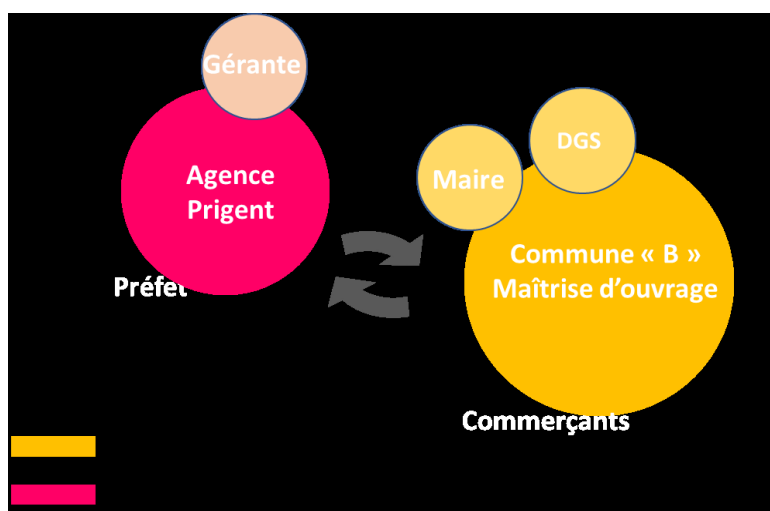 Gérante
DGS
Agence
Prigent
Maire
Commune « B »
Maîtrise d'ouvrage
Préfet
Commerçants